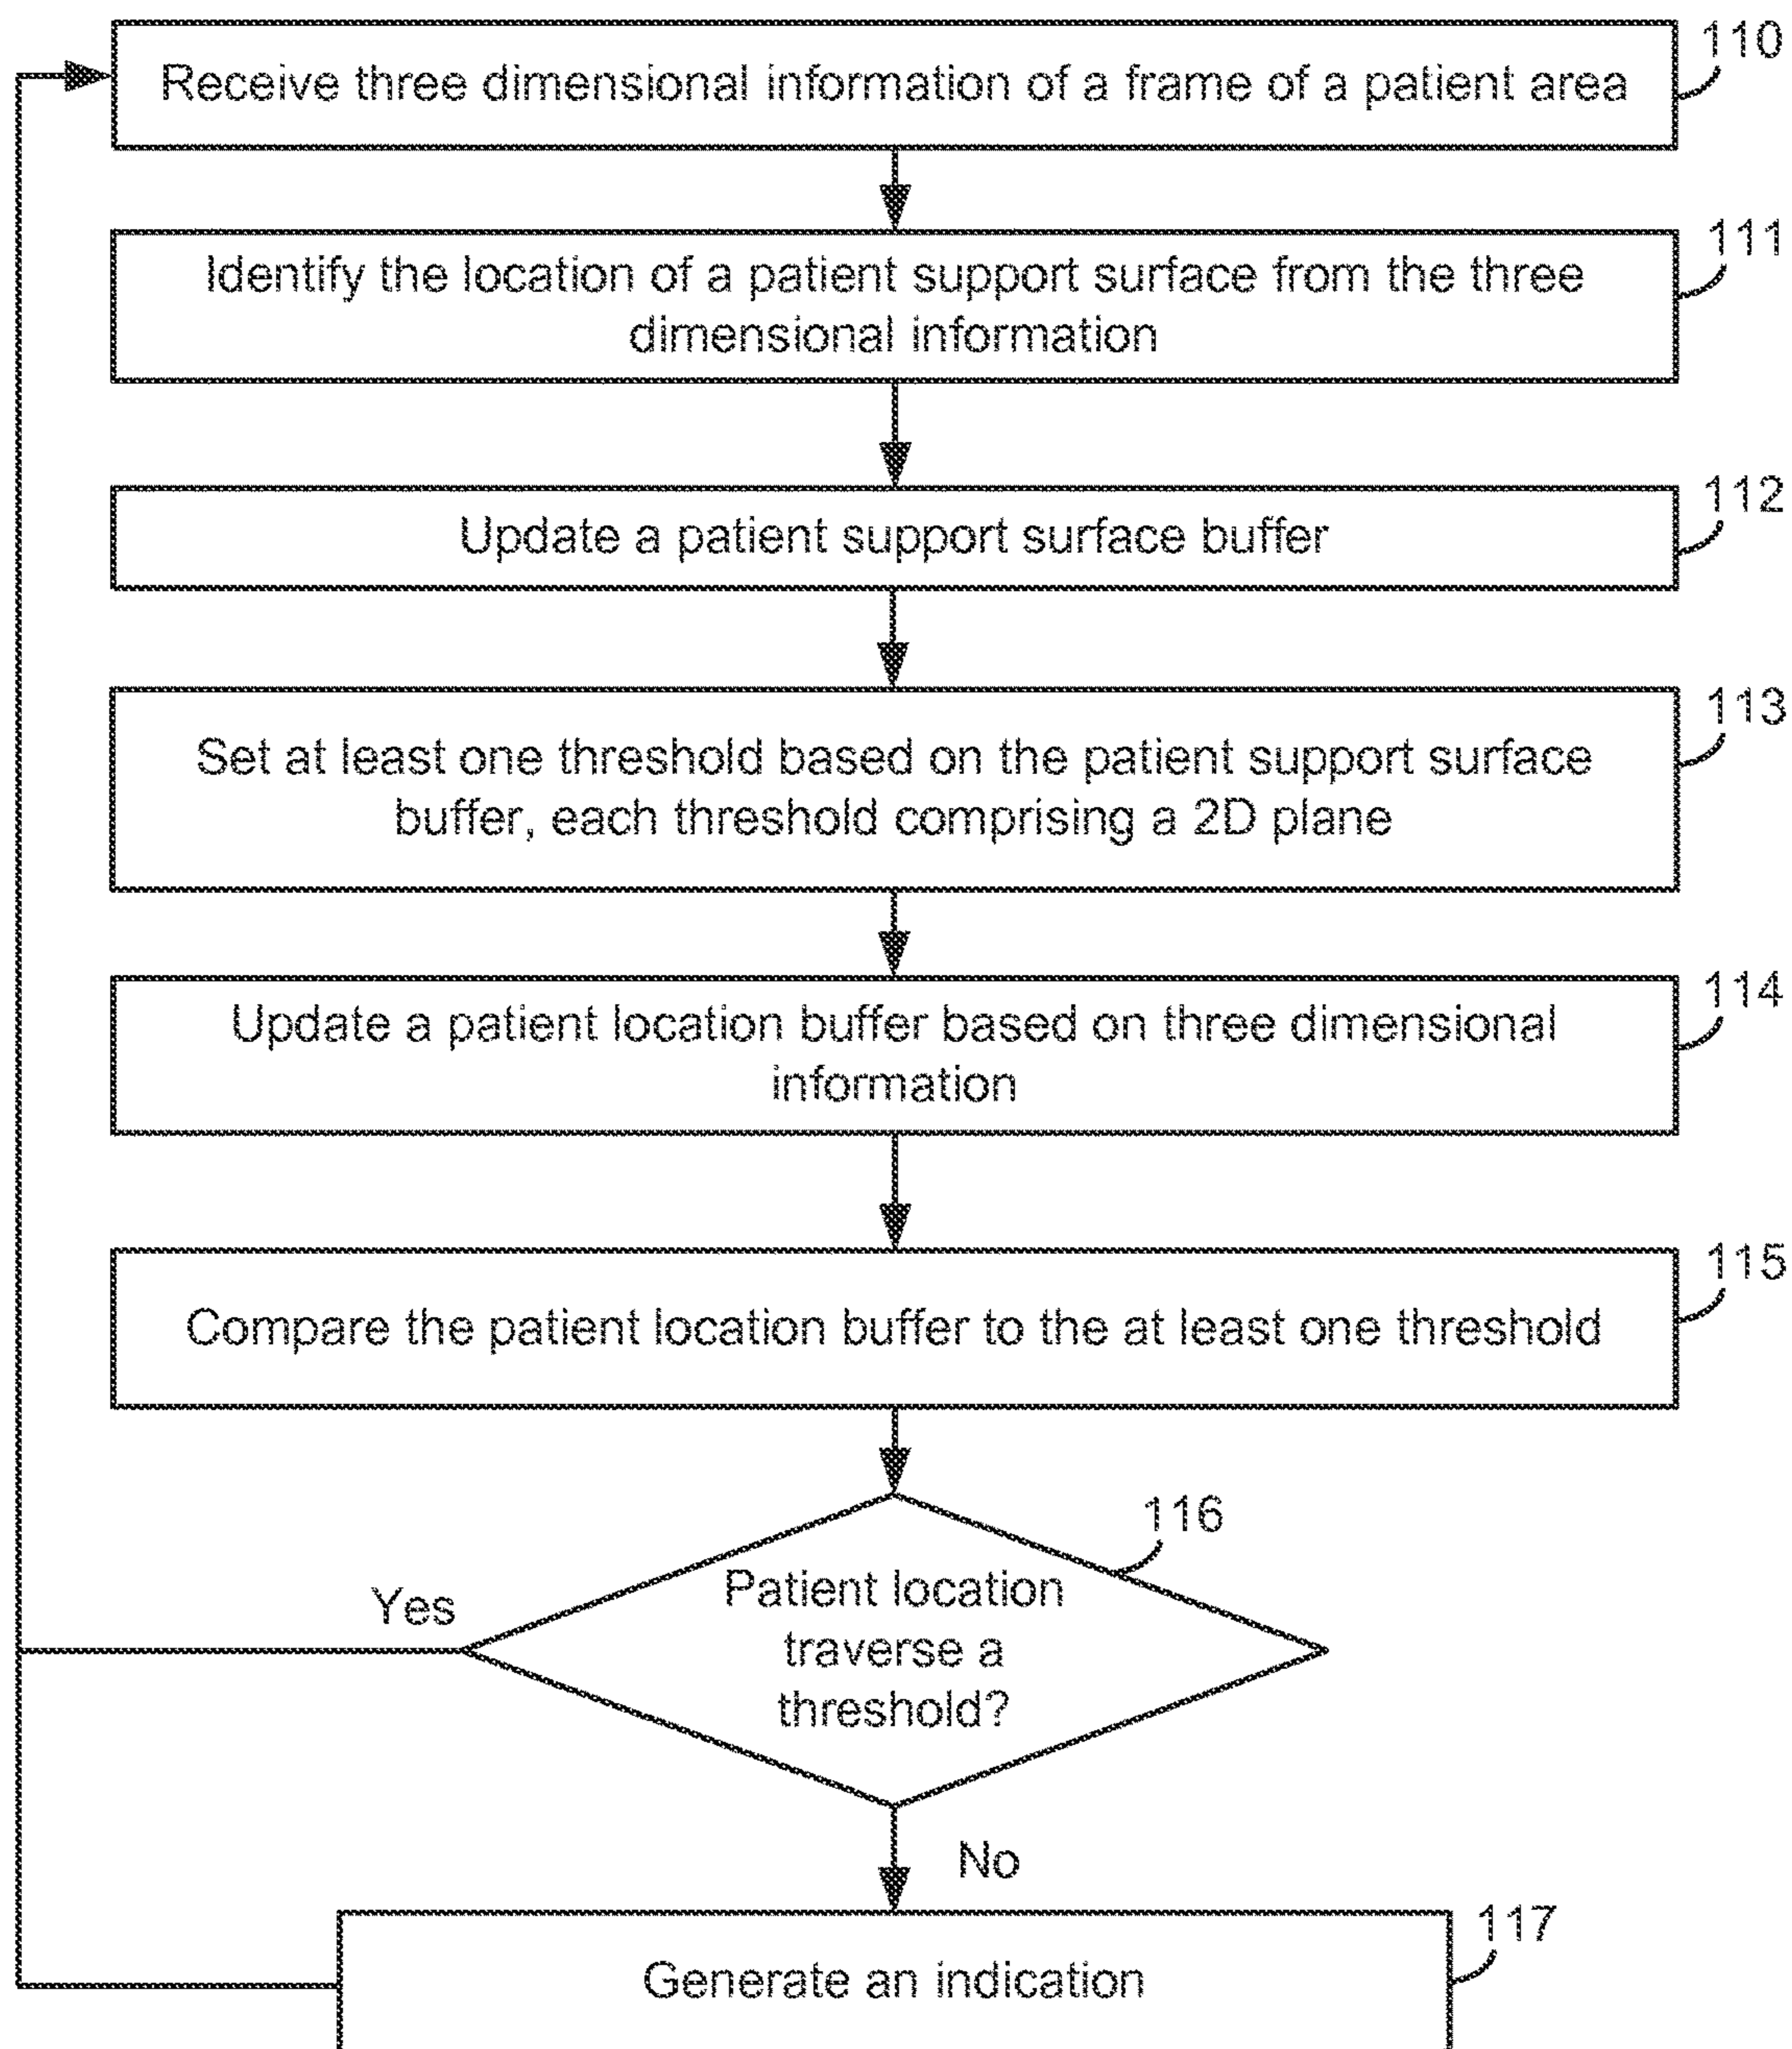 110
Receive three dimensional information of a frame of a patient area
111
Identify the location of a patient support surface from the three
dimensional information
112
Update a patient support surface buffer
113
Set at least one threshold based on the patient support surface
buffer, each threshold comprising a 2D plane
114
Update a patient location buffer based on three dimensional
information
115
Compare the patient location buffer to the at least one threshold
116
Yes
Patient location
traverse a
threshold?
No
117
Generate an indication